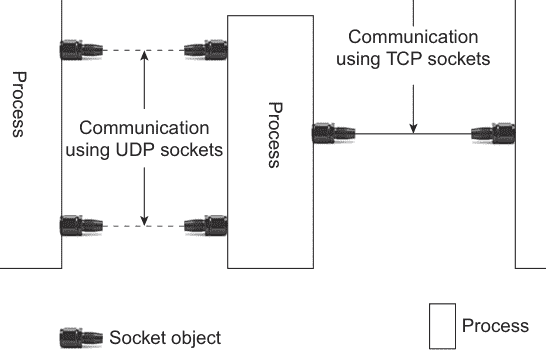 Process
Communication
using UDP sockets
Process
Communication
using TCP sockets
Socket object
Process